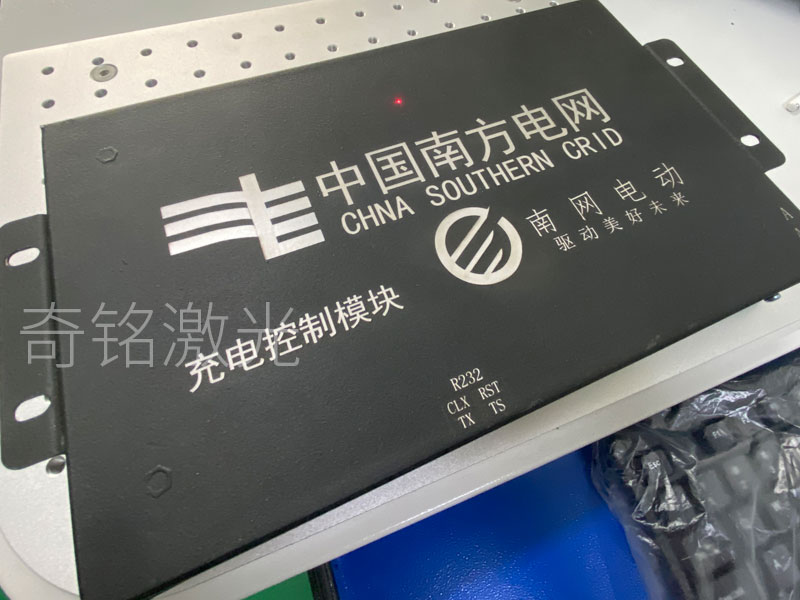 中国南方电网
CHNA SOUTHERN CRID
南网电动
驱动美好未来
充电控制模块
R232
CLX RST
TX TS
A
奇铭激光
ESC